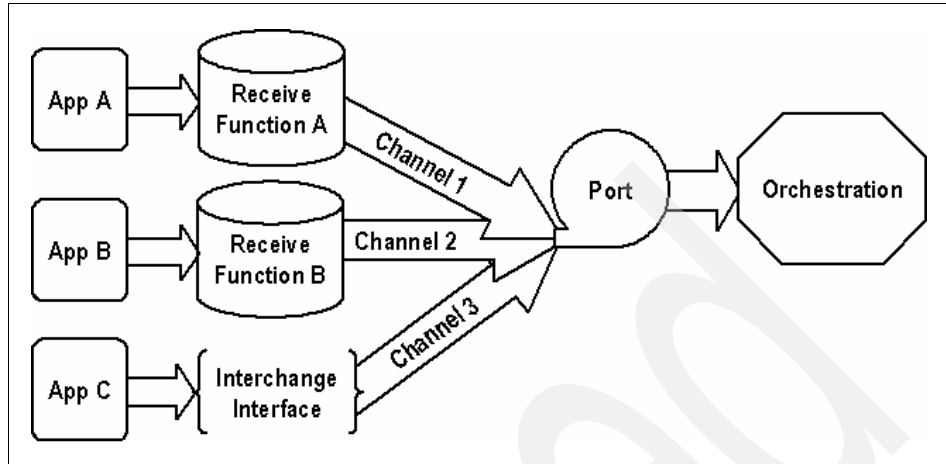 App A
Receive
Function A
Channel 1
App B
Receive
Function B
Channel 2
App C
Interchange
Interface
Channel 3
Port
Orchestration